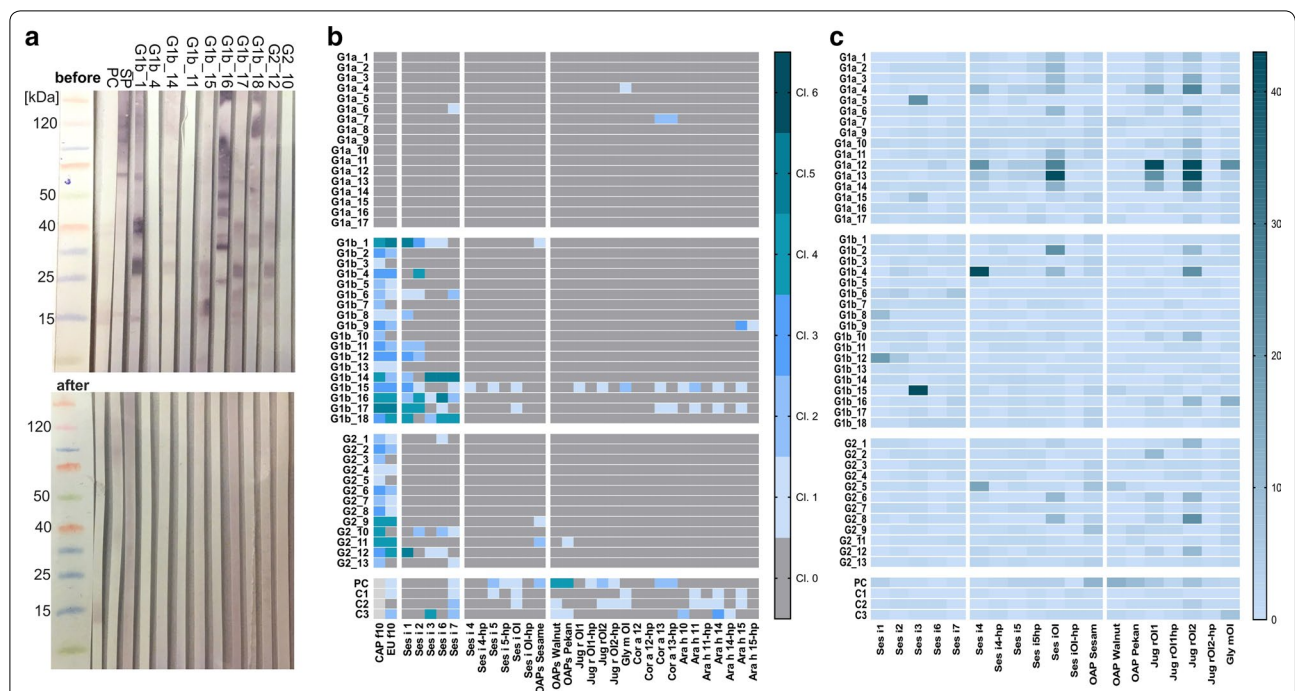 a
G1b_1
G1b_4
G1b_14
G1b_11
G1b_15
G1b_16
G1b_17
G1b_18
G2_12
G2_10
before
PC
SP
[kDa]
120
50
40
25
15
after
120
50
40
25
15
b
G1a_1
G1a_2
G1a_3
G1a_4
G1a_5
G1a_6
G1a_7
G1a_8
G1a_9
G1a_10
G1a_11
G1a_12
G1a_13
G1a_14
G1a_15
G1a_16
G1a_17
G1b_1
G1b_2
G1b_3
G1b_4
G1b_5
G1b_6
G1b_7
G1b_8
G1b_9
G1b_10
G1b_11
G1b_12
G1b_13
G1b_14
G1b_15
G1b_16
G1b_17
G1b_18
G2_1
G2_2
G2_3
G2_4
G2_5
G2_6
G2_7
G2_8
G2_9
G2_10
G2_11
G2_12
G2_13
PC
C1
C2
C3
CAP f10
EU f10
Ses i 1
Ses i 2
Ses i 3
Ses i 6
Ses i 7
Ses i 4
Ses i 4-hp
Ses i 5
Ses i 5-hp
Ses i Ol
Ses i Old-hp
OAPs Sesame
OAPs Walnut
OAPs Pekan
Jug r Ol1
Jug r Ol1-hp
Jug r Ol2
Jug r Ol2-hp
Gly m Ol
Cor a 12
Cor a 12-hp
Cor a 13
Cor a 13-hp
Ara h 10
Ara h 11
Ara h 11-hp
Ara h 14
Ara h 14-hp
Ara h 15
Ara h 15-hp
Cl. 6
Cl. 5
Cl. 4
Cl. 3
Cl. 2
Cl. 1
Cl. 0
c
G1a_1
G1a_2
G1a_3
G1a_4
G1a_5
G1a_6
G1a_7
G1a_9
G1a_10
G1a_11
G1a_12
G1a_13
G1a_14
G1a_15
G1a_16
G1a_17
G1b_1
G1b_2
G1b_3
G1b_4
G1b_5
G1b_6
G1b_7
G1b_8
G1b_9
G1b_10
G1b_11
G1b_12
G1b_13
G1b_14
G1b_15
G1b_16
G1b_17
G1b_18
G2_1
G2_2
G2_3
G2_4
G2_5
G2_6
G2_7
G2_8
G2_9
G2_11
G2_12
G2_13
PC
C1
C2
C3
Ses i1
Ses i2
Ses i3
Ses i6
Ses i7
Ses i4
Ses i4-hp
Ses i5
Ses i5hp
Ses iOl
Ses iOl-hp
OAP Sesam
OAP Walnut
OAP Pekan
Jug rOl1
Jug rOl1hp
Jug rOl2
Jug rOl2-hp
Gly mOl
40
30
20
10
0